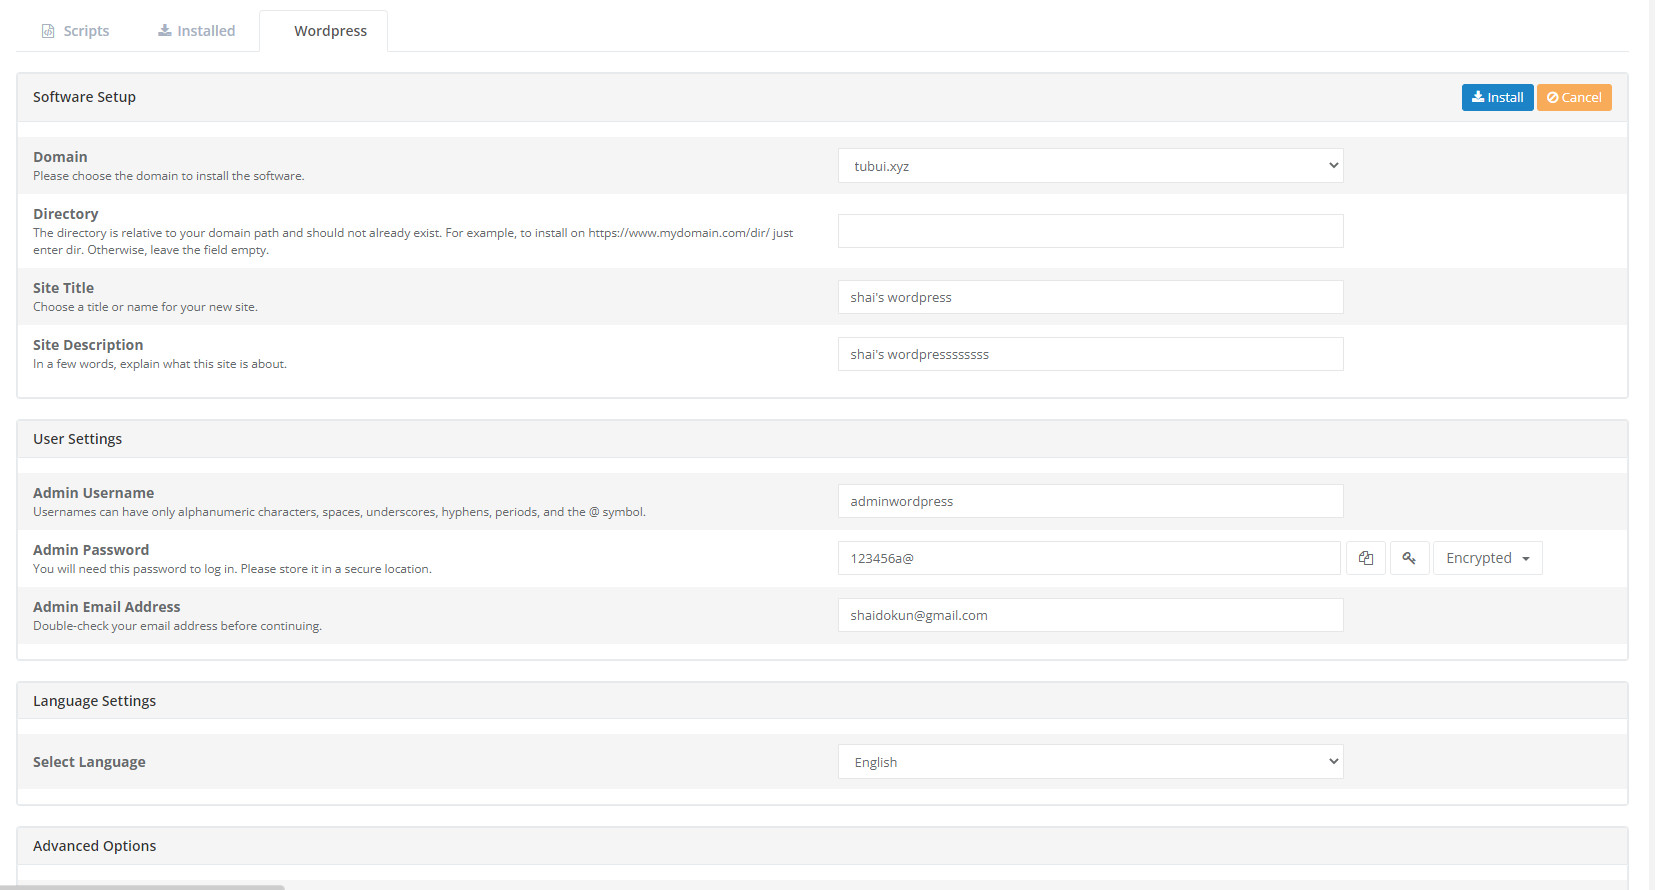 Scripts
Installed
Wordpress
Software Setup
Install
Cancel
Domain
Please choose the domain to install the software.
tubui.xyz
Directory
The directory is relative to your domain path and should not already exist. For example, to install on https://www.mydomain.com/dir/ just
enter dir. Otherwise, leave the field empty.
Site Title
Choose a title or name for your new site.
shai's wordpress
Site Description
In a few words, explain what this site is about.
shai's wordpressssssss
User Settings
Admin Username
Usernames can have only alphanumeric characters, spaces, underscores, hyphens, periods, and the @ symbol.
adminwordpress
Admin Password
You will need this password to log in. Please store it in a secure location.
123456a@
Encrypted
Admin Email Address
Double-check your email address before continuing.
shaidokun@gmail.com
Language Settings
Select Language
English
Advanced Options